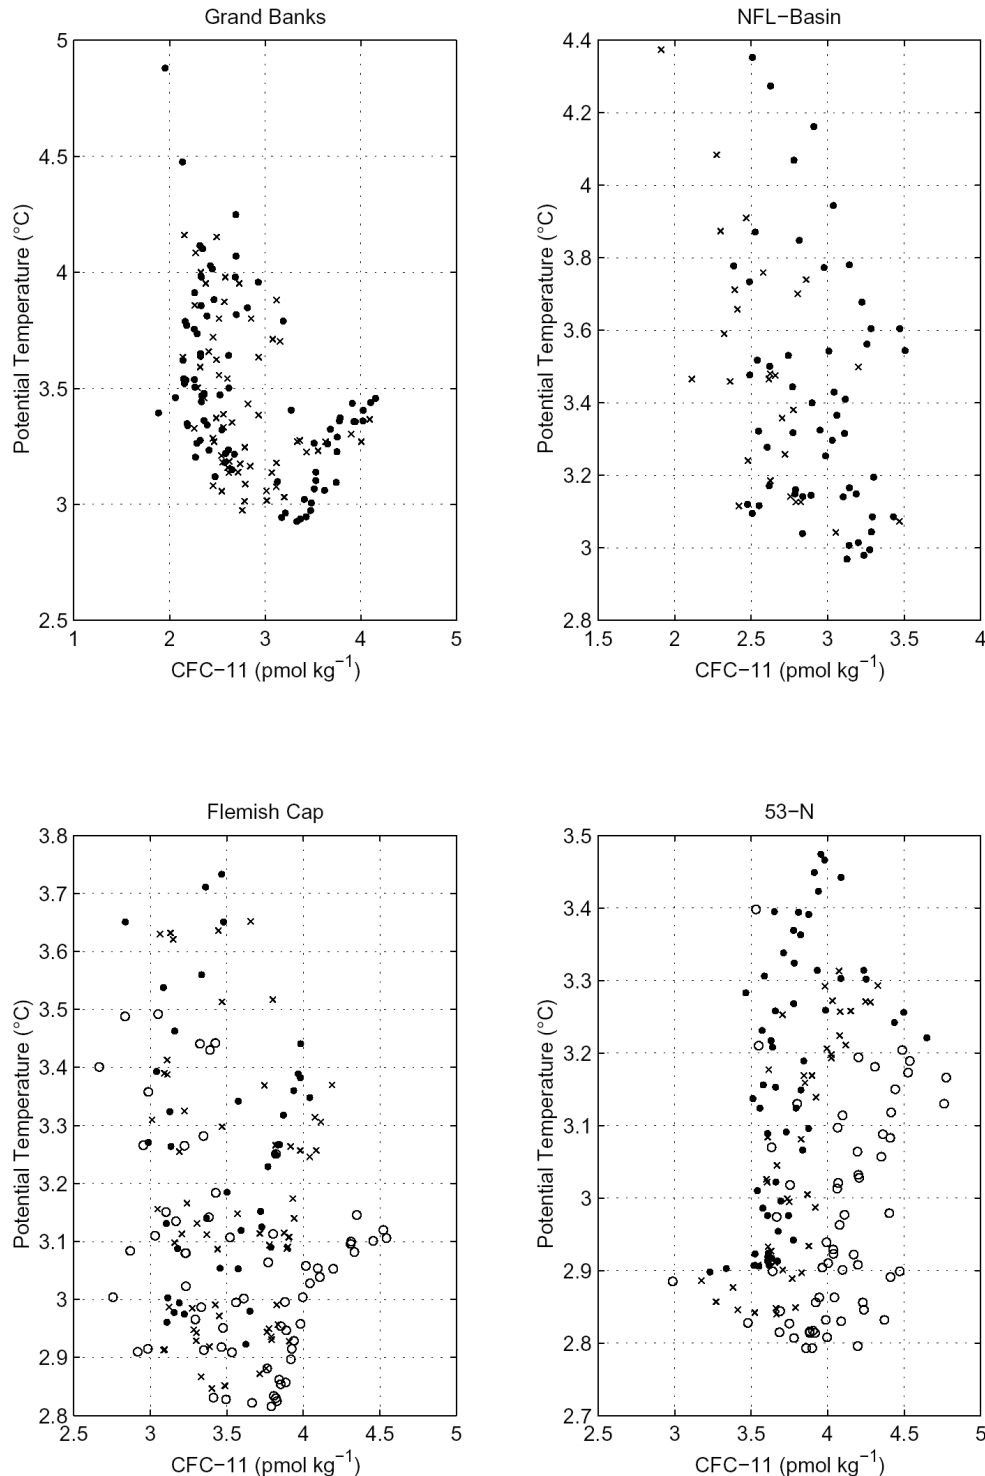 Grand Banks
5
4.5
4
3.5
3
2.5
1 2 3 4 5
Potential Temperature (°C)
CFC−11 (pmol kg−1)
NFL−Basin
4.4
4.2
4
3.8
3.6
3.4
3.2
3
2.8
1.5 2 2.5 3 3.5 4
Potential Temperature (°C)
CFC−11 (pmol kg−1)
Flemish Cap
3.8
3.7
3.6
3.5
3.4
3.3
3.2
3.1
3
2.9
2.8
2.5 3 3.5 4 4.5 5
Potential Temperature (°C)
CFC−11 (pmol kg−1)
53−N
3.5
3.4
3.3
3.2
3.1
3
2.9
2.8
2.7
2.5 3 3.5 4 4.5 5
Potential Temperature (°C)
CFC−11 (pmol kg−1)